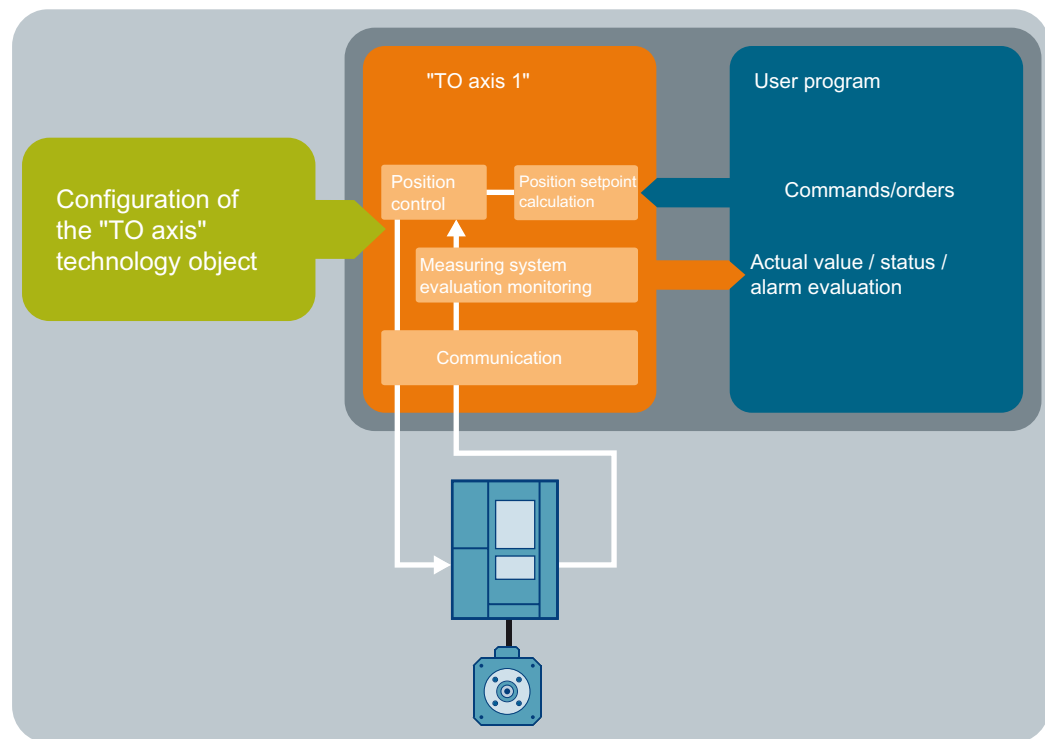 "TO axis 1"
User program
Configuration of
the "TO axis"
technology object
Position
control
Position setpoint
calculation
Commands/orders
Measuring system
evaluation monitoring
Actual value / status /
alarm evaluation
Communication